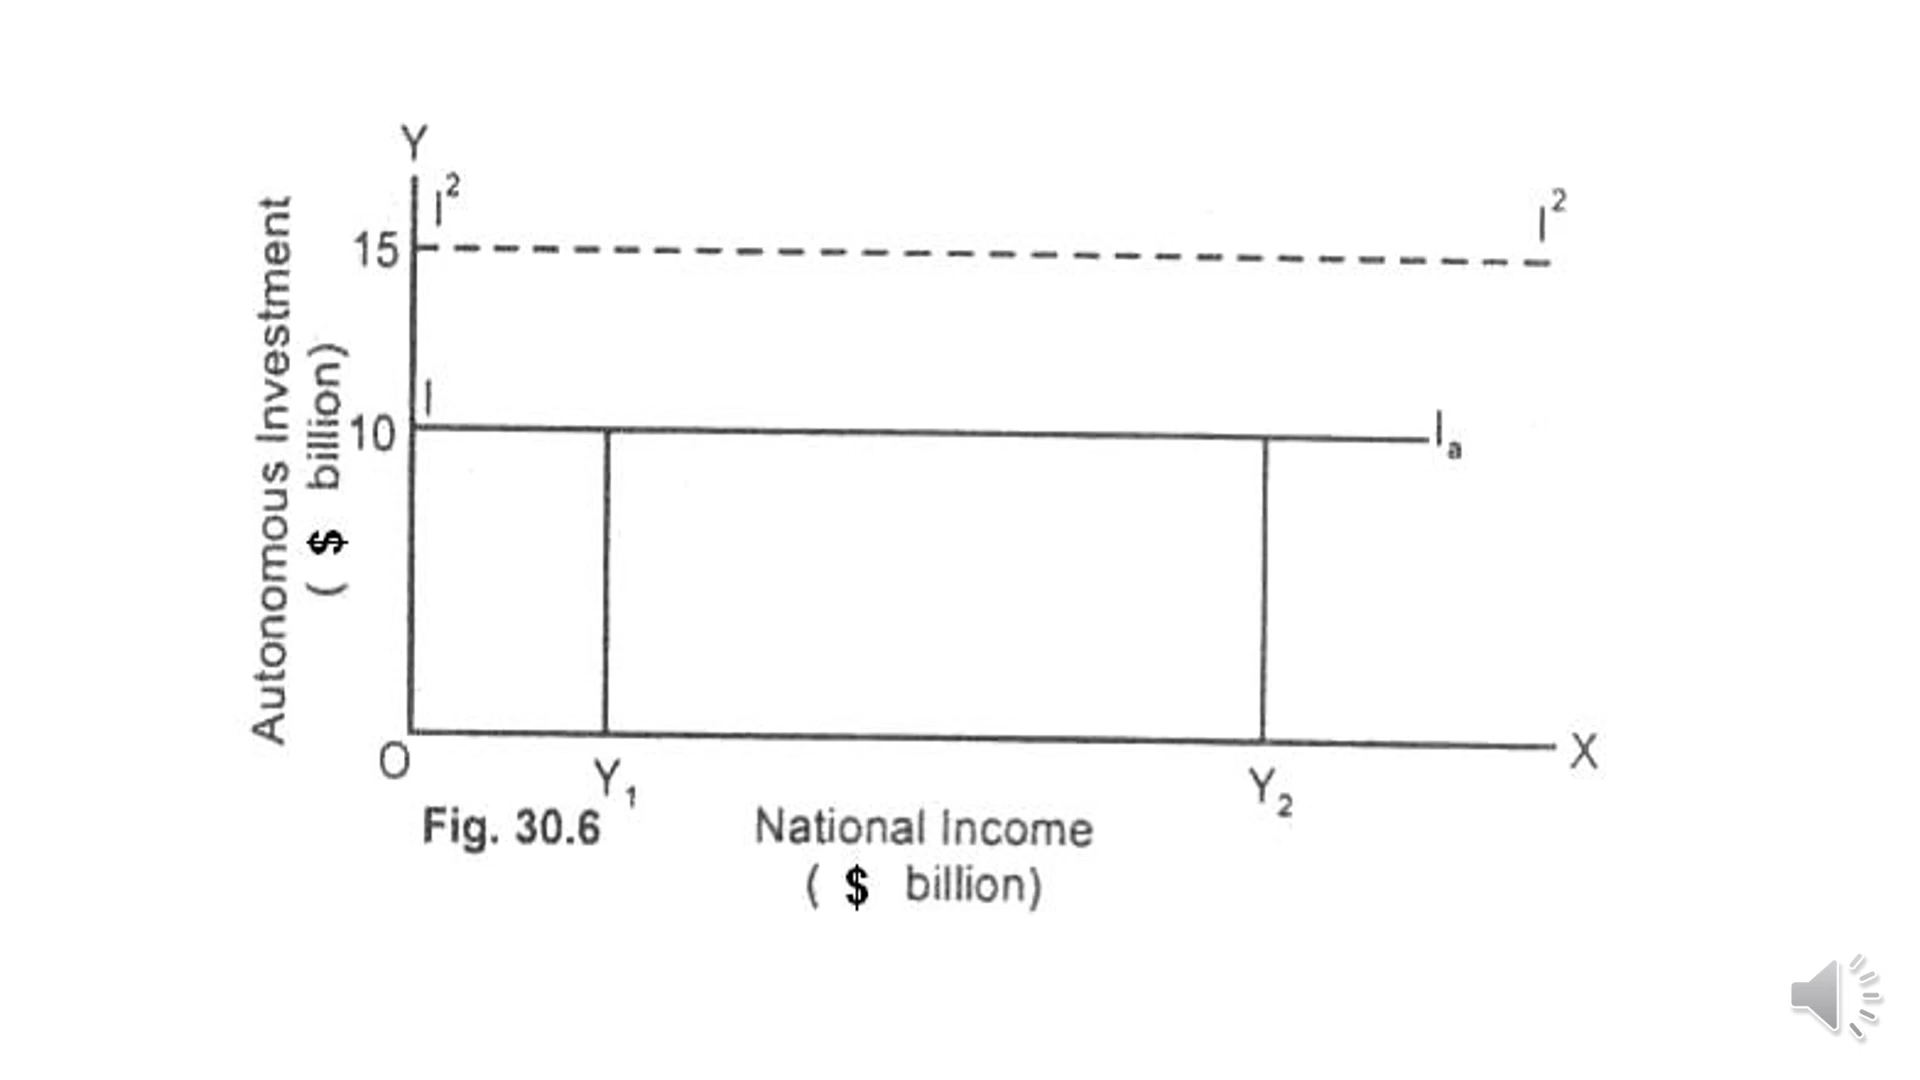 Y
I²
I²
15
Autonomous Investment
( $ billion)
I
10
Iₐ
O
Y₁
Y₂
X
Fig. 30.6
National Income
( $ billion)